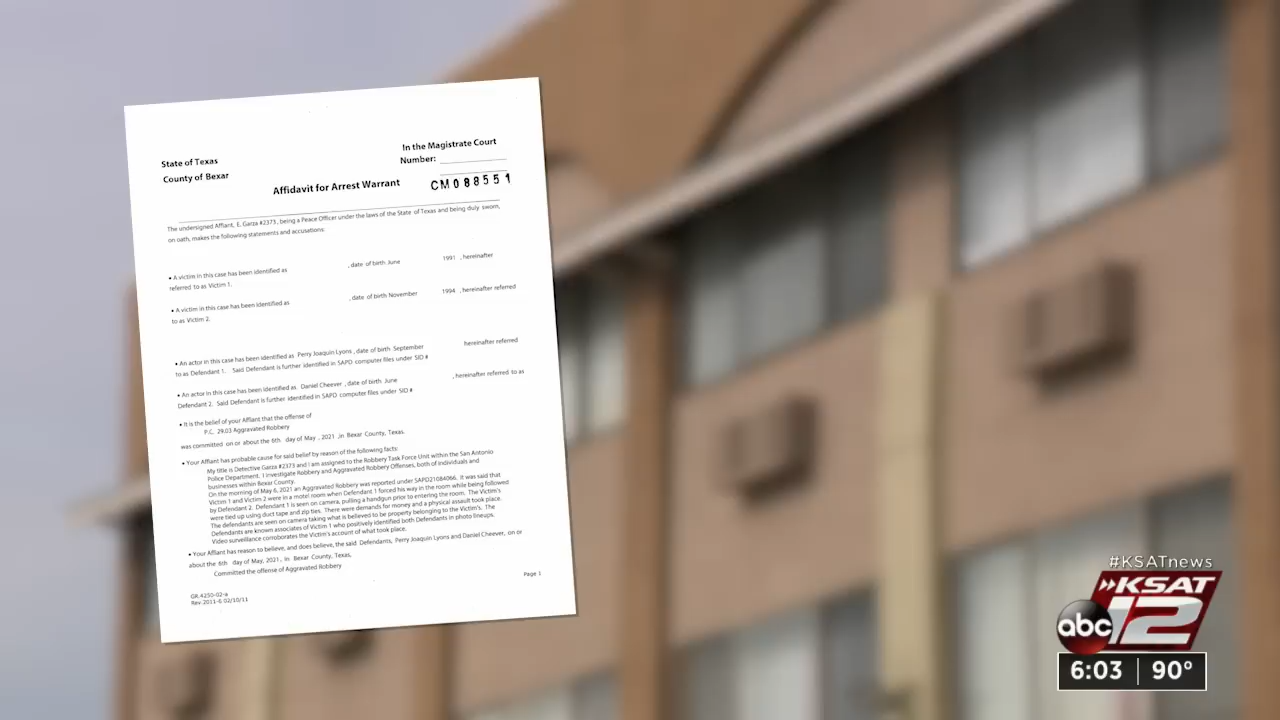 State of Texas
County of Bexar
In the Magistrate Court
Number:
CM088551
Affidavit for Arrest Warrant
The undersigned Affiant, E. Garza #2373, being a Peace Officer under the laws of the State of Texas and being duly sworn,
on oath, makes the following statements and accusations:
• A victim in this case has been identified as , date of birth June 1991 , hereinafter
referred to as Victim 1.
• A victim in this case has been identified as , date of birth November 1994 , hereinafter referred
to as Victim 2.
• An actor in this case has been identified as Perry Joaquin Lyons , date of birth September hereinafter referred
to as Defendant 1. Said Defendant is further identified in SAPD computer files under SID #
• An actor in this case has been identified as Daniel Cheever , date of birth June , hereinafter referred to as
Defendant 2. Said Defendant is further identified in SAPD computer files under SID #
• It is the belief of your Affiant that the offense of
P.C. 29.03 Aggravated Robbery
was committed on or about the 6th day of May , 2021 ,in Bexar County, Texas.
• Your Affiant has probable cause for said belief by reason of the following facts:
My title is Detective Garza #2373 and I am assigned to the Robbery Task Force Unit within the San Antonio
Police Department. I investigate Robbery and Aggravated Robbery Offenses, both of individuals and
businesses within Bexar County.
On the morning of May 6, 2021 an Aggravated Robbery was reported under SAPD21084066. It was said that
Victim 1 and Victim 2 were in a motel room when Defendant 1 forced his way in the room while being followed
by Defendant 2. Defendant 1 is seen on camera, pulling a handgun prior to entering the room. The Victim's
were tied up using duct tape and zip ties. There were demands for money and a physical assault took place.
The defendants are seen on camera taking what is believed to be property belonging to the Victim's. The
Defendants are known associates of Victim 1 who positively identified both Defendants in photo lineups.
Video surveillance corroborates the Victim's account of what took place.
• Your Affiant has reason to believe, and does believe, the said Defendants, Perry Joaquin Lyons and Daniel Cheever, on or
about the 6th day of May, 2021, in Bexar County, Texas,
Committed the offense of Aggravated Robbery
Page 1
GR.4250-02-a
Rev.2011-6 02/10/11
#KSATnews
KSAT
abc 12
6:03 90°